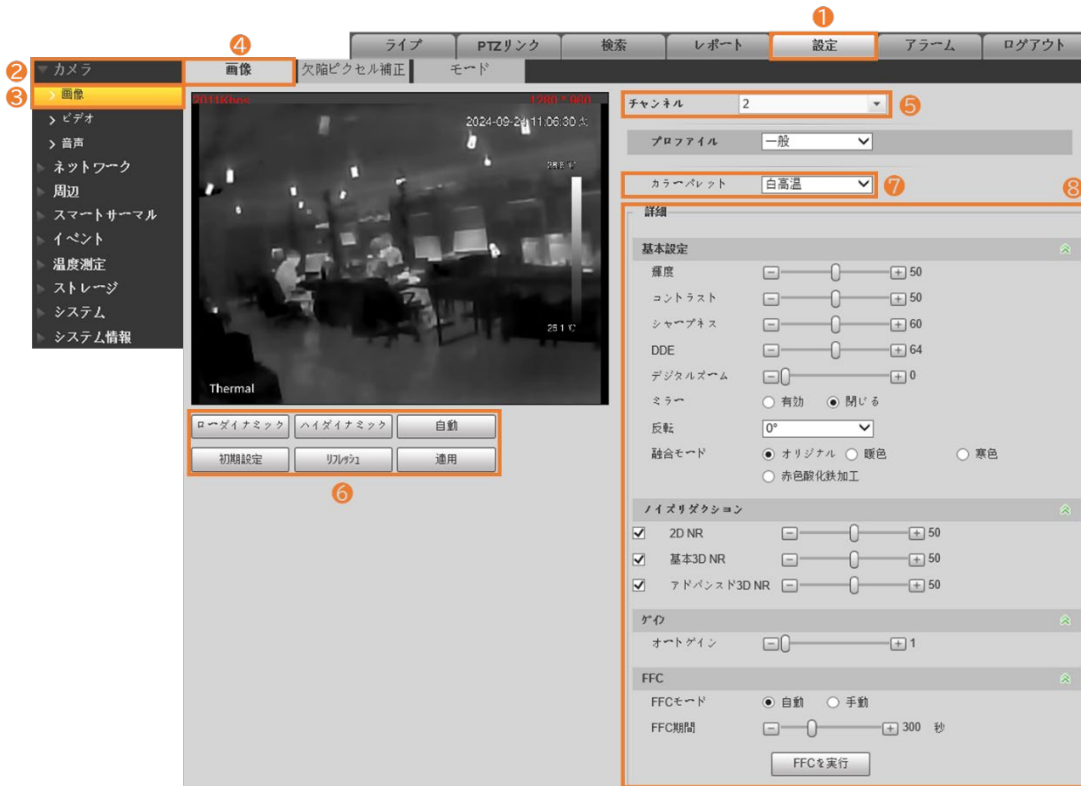 ❶
ライブ PTZリンク 検索 レポート 設定 アラーム ログアウト
❹
❷ カメラ 画像 欠陥ピクセル補正 モード
❸ 画像
ビデオ
音声
ネットワーク
周辺
スマートサーマル
イベント
温度測定
ストレージ
システム
システム情報
1280 * 960
2024-09-24 11:06:30 火
26.1 ℃
Thermal
ローダイナミック ハイダイナミック 自動
初期設定 リフレッシュ 適用
❻
チャンネル 2 ❺
プロファイル 一般
カラーパレット 白高温 ❼
❽
詳細
基本設定
輝度 50
コントラスト 50
シャープネス 60
DDE 64
デジタルズーム 0
ミラー 有効 閉じる
反転 0°
融合モード オリジナル 暖色 寒色
赤色酸化鉄加工
ノイズリダクション
2D NR 50
基本3D NR 50
アドバンスド3D NR 50
ゲイン
オートゲイン 1
FFC
FFCモード 自動 手動
FFC期間 300 秒
FFCを実行